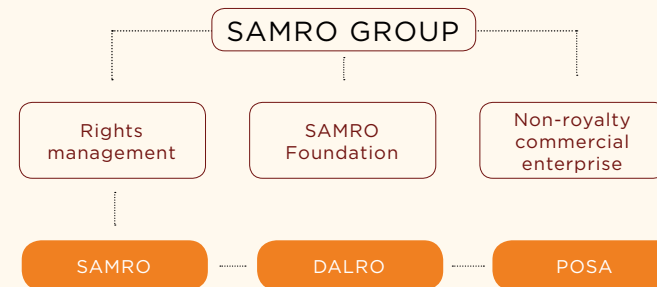 SAMRO GROUP
Rights
management
SAMRO
Foundation
Non-royalty
commercial
enterprise
SAMRO
DALRO
POSA